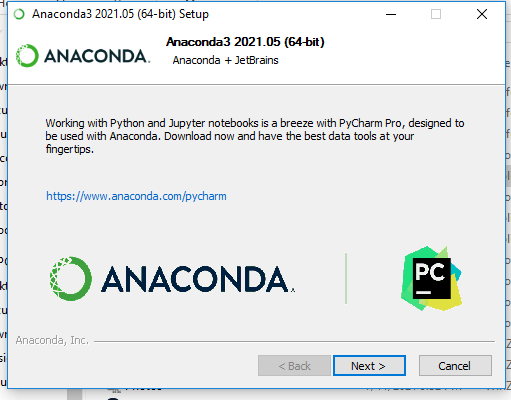 Anaconda3 2021.05 (64-bit) Setup
Anaconda3 2021.05 (64-bit)
ANACONDA.
Anaconda + JetBrains
Working with Python and Jupyter notebooks is a breeze with PyCharm Pro, designed to
be used with Anaconda. Download now and have the best data tools at your
fingertips.
https://www.anaconda.com/pycharm
ANACONDA.
PC
Anaconda, Inc.
< Back
Next >
Cancel